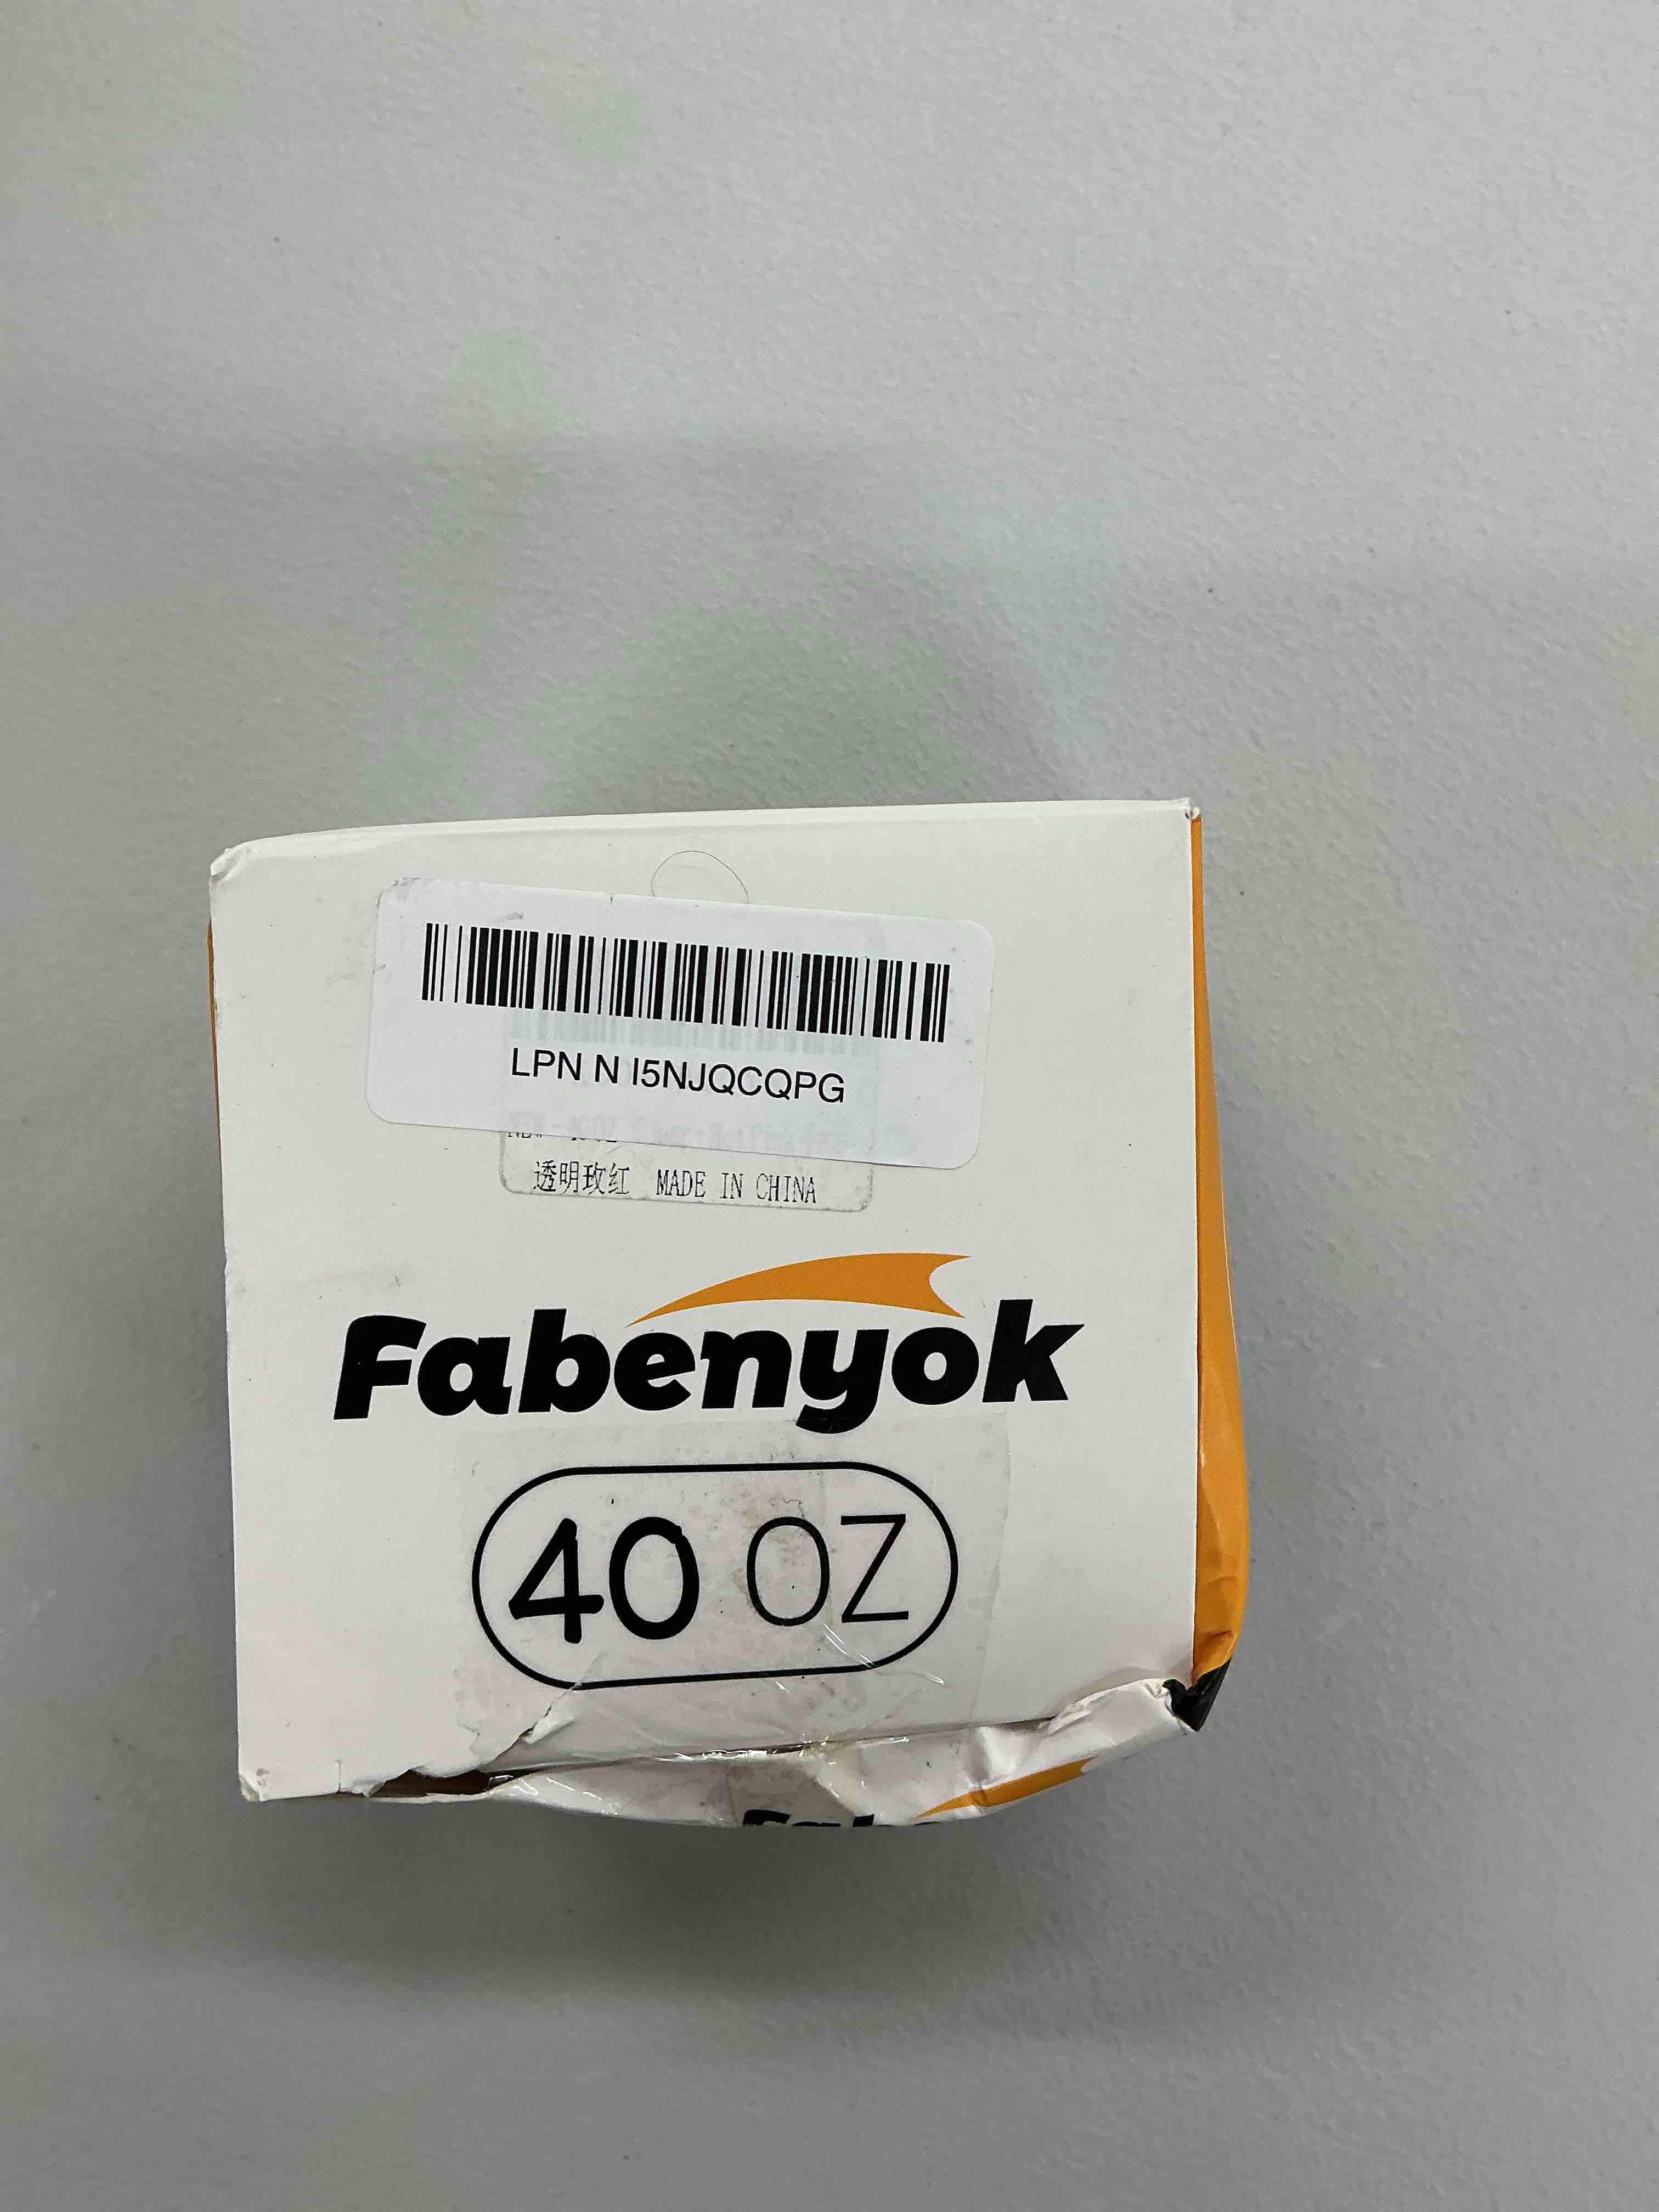 LPN N I5NJQCQPG
透明玫红 MADE IN CHINA
Fabenyok
40 OZ